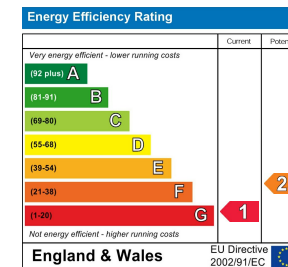 Energy Efficiency Rating
Current
Very energy efficient - lower running costs
(92 plus) A
(81-91) B
(69-80) C
(55-68) D
(39-54) E
(21-38) F
2
(1-20) G 1
Not energy efficient - higher running costs
England & Wales
EU Directive
2002/91/EC